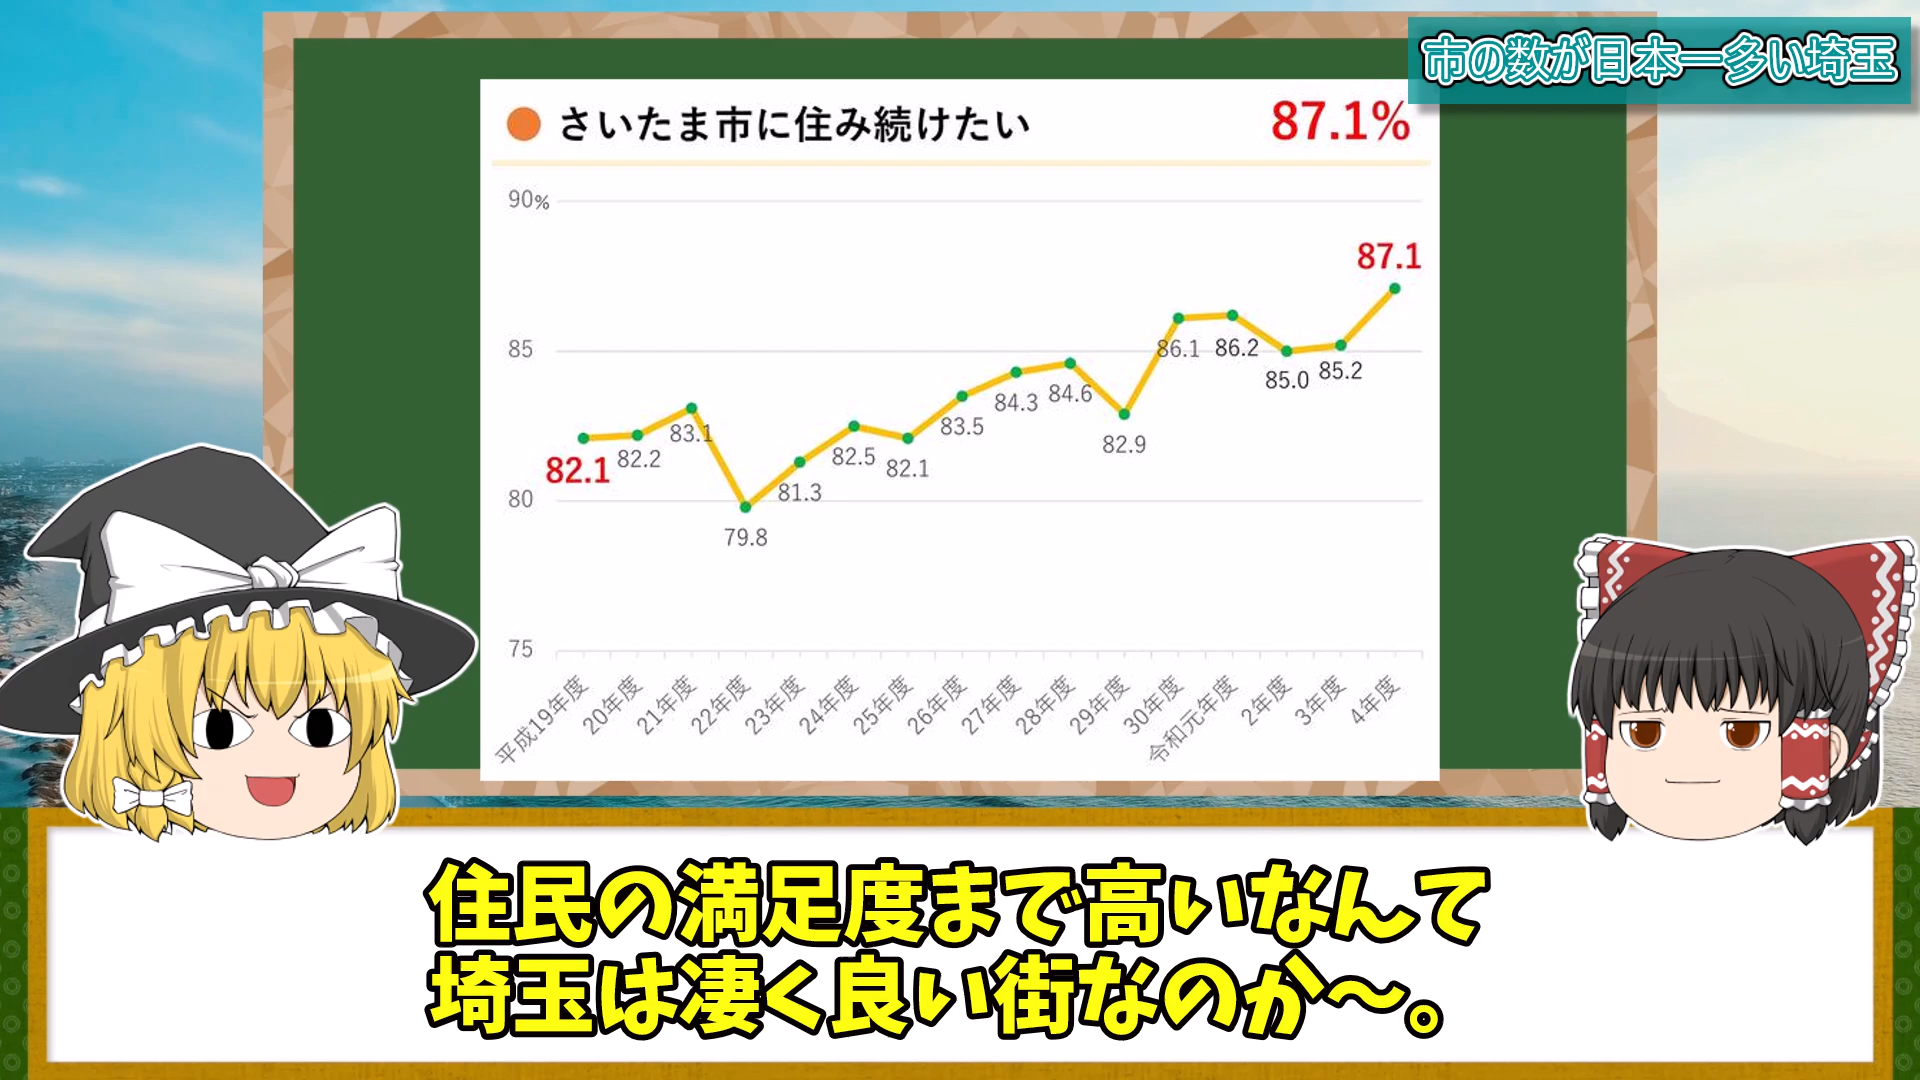 市の数が日本一多い埼玉
さいたま市に住み続けたい 87.1%
90%
85
80
75
82.1
82.2
83.1
79.8
81.3
82.5
82.1
83.5
84.3
84.6
82.9
86.1
86.2
85.0
85.2
87.1
平成19年度
20年度
21年度
22年度
23年度
24年度
25年度
26年度
27年度
28年度
29年度
30年度
令和元年度
2年度
3年度
4年度
住民の満足度まで高いなんて
埼玉は凄く良い街なのか～。